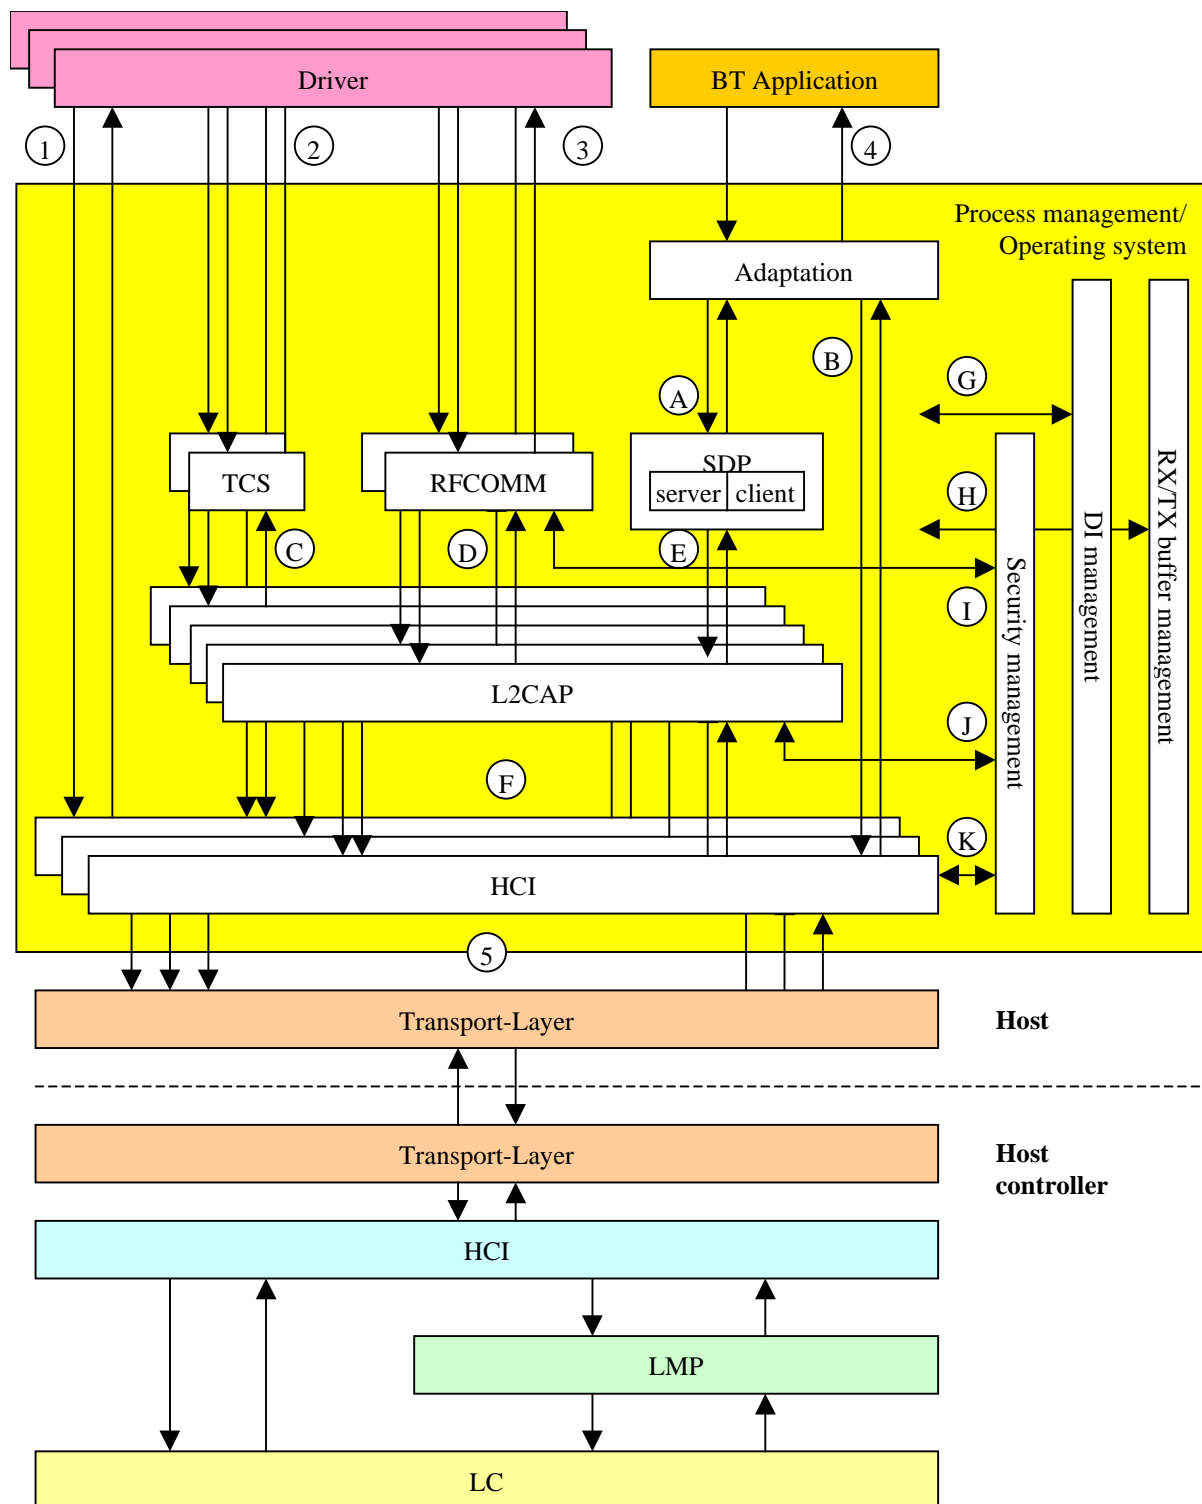 Driver
BT Application
1
2
3
4
Process management/
Operating system
Adaptation
B
G
A
SDP
server
client
TCS
RFCOMM
H
C
D
E
I
Security management
DI management
RX/TX buffer management
L2CAP
J
F
K
HCI
5
Transport-Layer
Host
Transport-Layer
Host
controller
HCI
LMP
LC